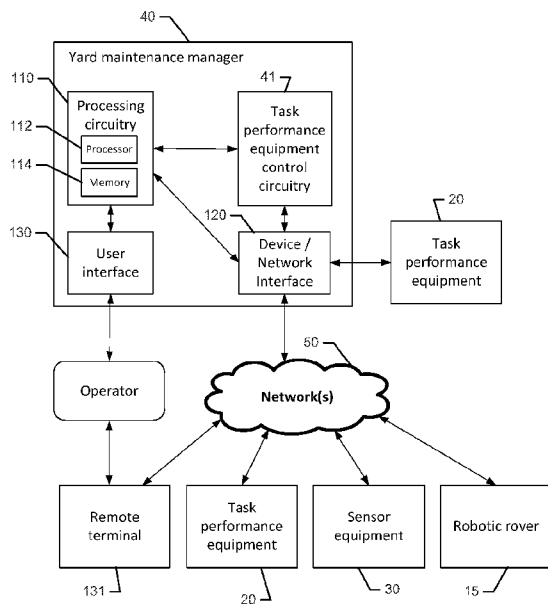 40
Yard maintenance manager
110
41
Processing
circuitry
112
Processor
114
Memory
Task
performance
equipment
control
circuitry
130
120
20
User
interface
Device /
Network
Interface
Task
performance
equipment
50
Operator
Network(s)
Remote
terminal
Task
performance
equipment
Sensor
equipment
Robotic rover
131
20
30
15